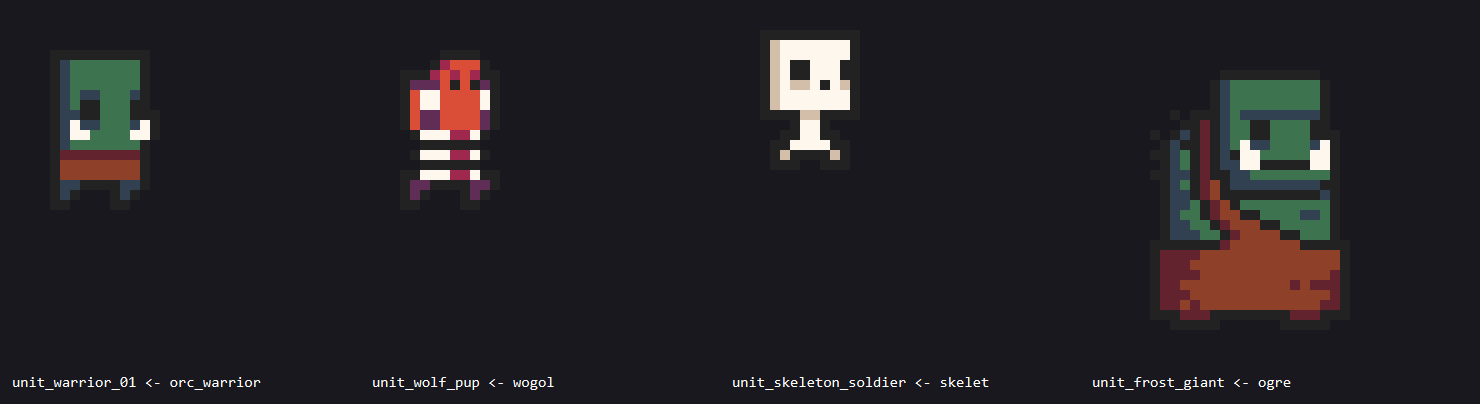 unit_warrior_01 <- orc_warrior
unit_wolf_pup <- wogol
unit_skeleton_soldier <- skelet
unit_frost_giant <- ogre